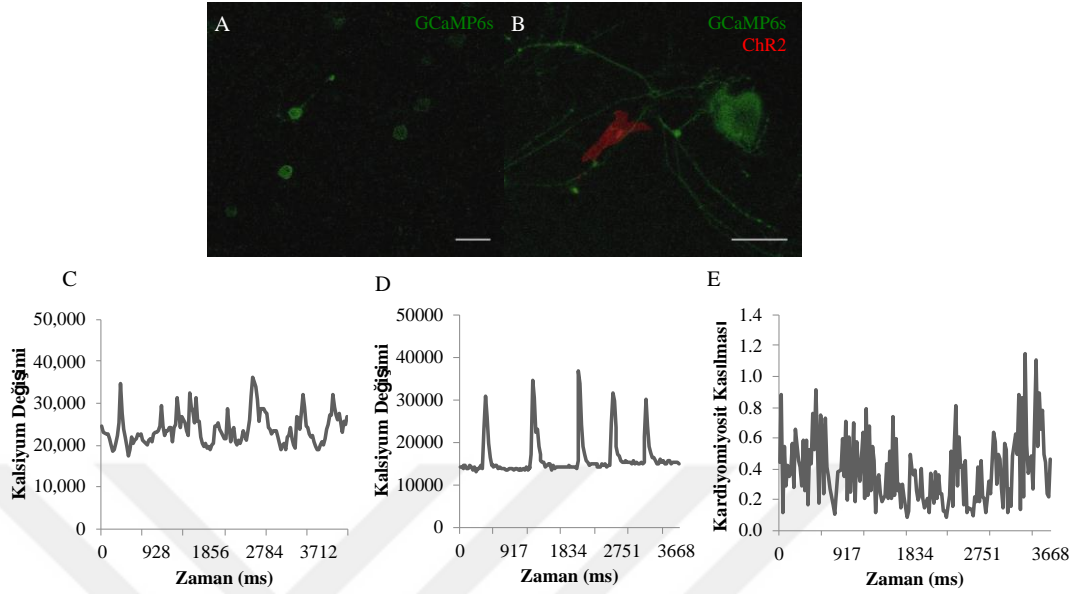 A
GCaMP6s
B
GCaMP6s
ChR2
C
50,000
40,000
30,000
20,000
10,000
0
Kalsiyum Değişimi
0 928 1856 2784 3712
Zaman (ms)
D
50000
40000
30000
20000
10000
0
Kalsiyum Değişimi
0 917 1834 2751 3668
Zaman (ms)
E
1.4
1.2
1.0
0.8
0.6
0.4
0.2
0.0
Kardiyomiyosit Kasılması
0 917 1834 2751 3668
Zaman (ms)